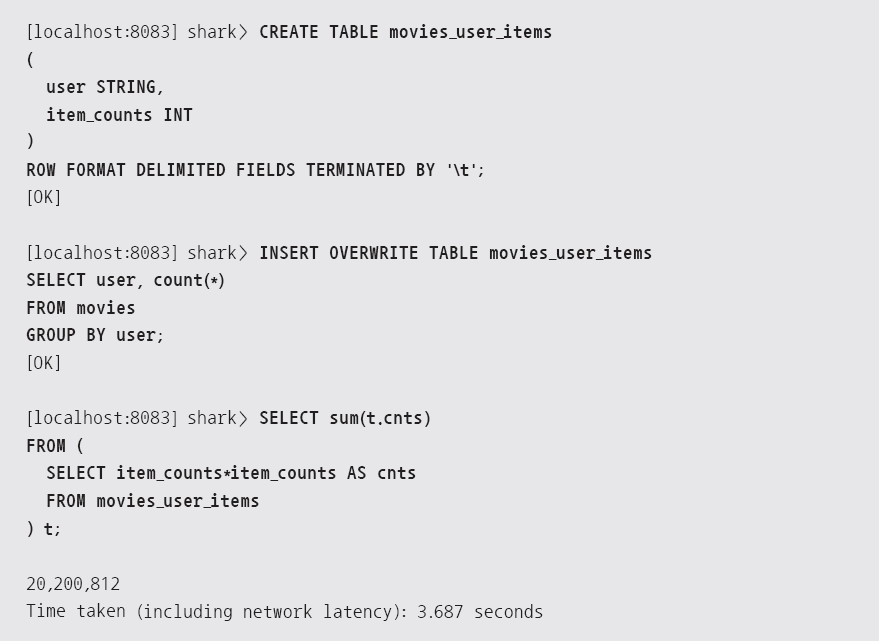 [localhost:8083] shark> CREATE TABLE movies_user_items
(
  user STRING,
  item_counts INT
)
ROW FORMAT DELIMITED FIELDS TERMINATED BY '\t';
[OK]

[localhost:8083] shark> INSERT OVERWRITE TABLE movies_user_items
SELECT user, count(*)
FROM movies
GROUP BY user;
[OK]

[localhost:8083] shark> SELECT sum(t.cnts)
FROM (
  SELECT item_counts*item_counts AS cnts
  FROM movies_user_items
) t;

20,200,812
Time taken (including network latency): 3.687 seconds